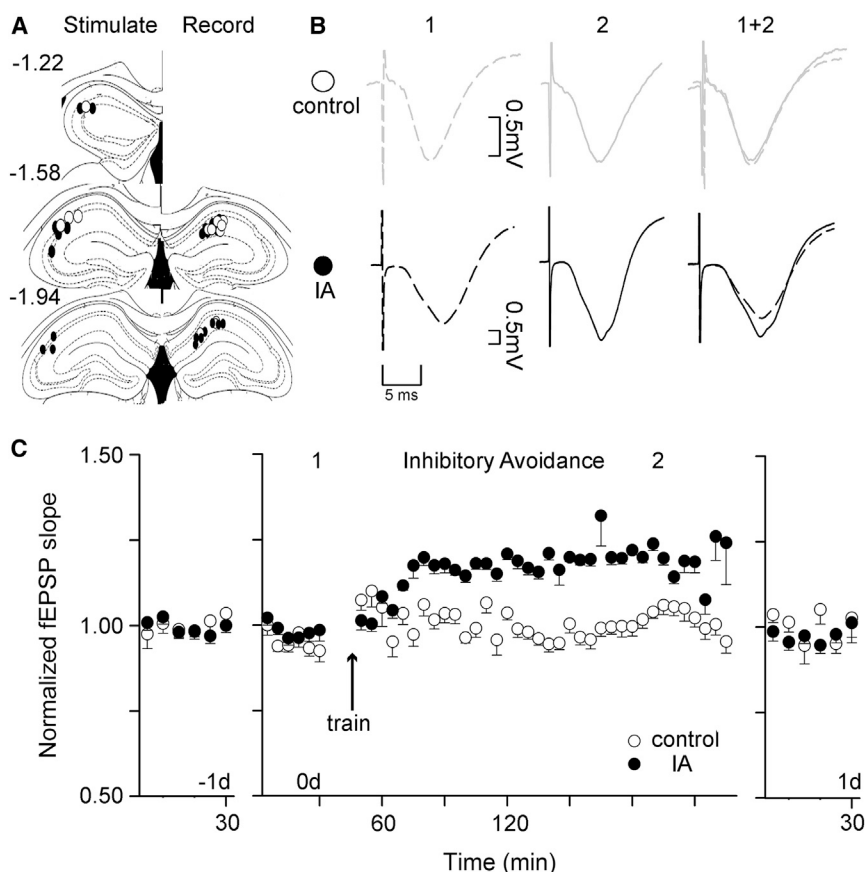 A Stimulate Record
-1.22
-1.58
-1.94
B 1 2 1+2
control
0.5mV
IA
0.5mV
5 ms
C
Normalized fEPSP slope
1.50
1.00
0.50
1 Inhibitory Avoidance 2
train
control
IA
-1d 0d 1d
30 60 120 30
Time (min)